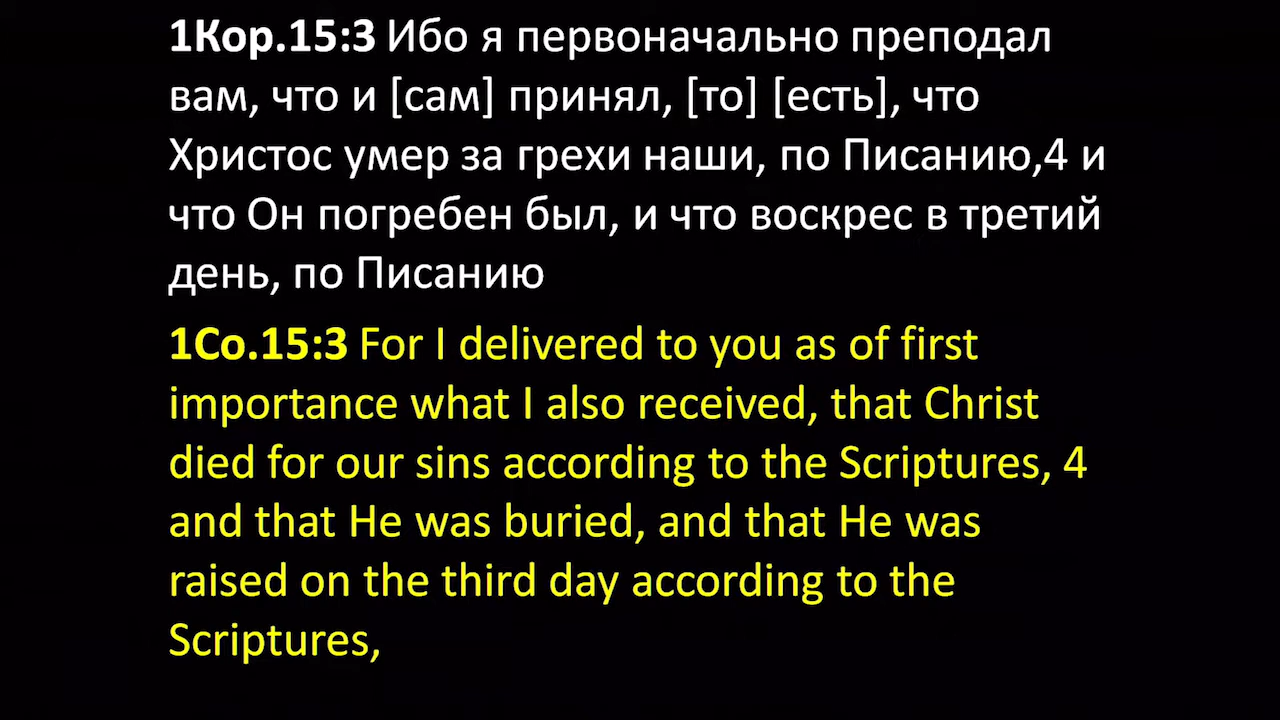 1Кор.15:3 Ибо я первоначально преподал
вам, что и [сам] принял, [то] [есть], что
Христос умер за грехи наши, по Писанию,4 и
что Он погребен был, и что воскрес в третий
день, по Писанию
1Co.15:3 For I delivered to you as of first
importance what I also received, that Christ
died for our sins according to the Scriptures, 4
and that He was buried, and that He was
raised on the third day according to the
Scriptures,